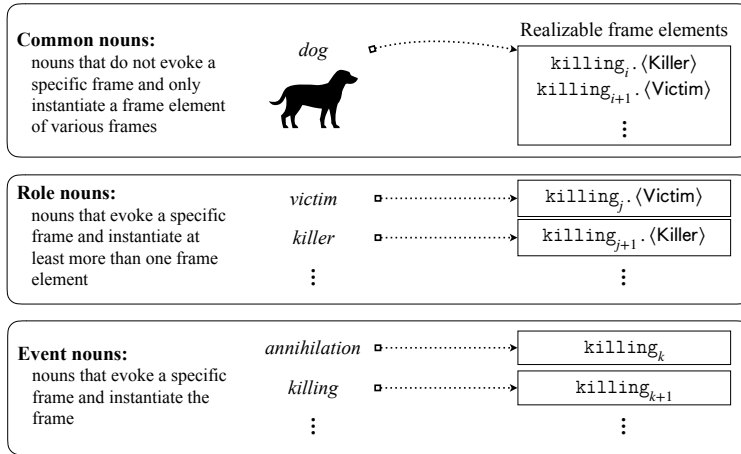 Realizable frame elements
Common nouns:
nouns that do not evoke a
specific frame and only
instantiate a frame element
of various frames
dog
killing_i.⟨Killer⟩
killing_{i+1}.⟨Victim⟩
⋮
Role nouns:
nouns that evoke a specific
frame and instantiate at
least more than one frame
element
victim
killing_j.⟨Victim⟩
killer
killing_{j+1}.⟨Killer⟩
⋮ ⋮
Event nouns:
nouns that evoke a specific
frame and instantiate the
frame
annihilation
killing_k
killing
killing_{k+1}
⋮ ⋮